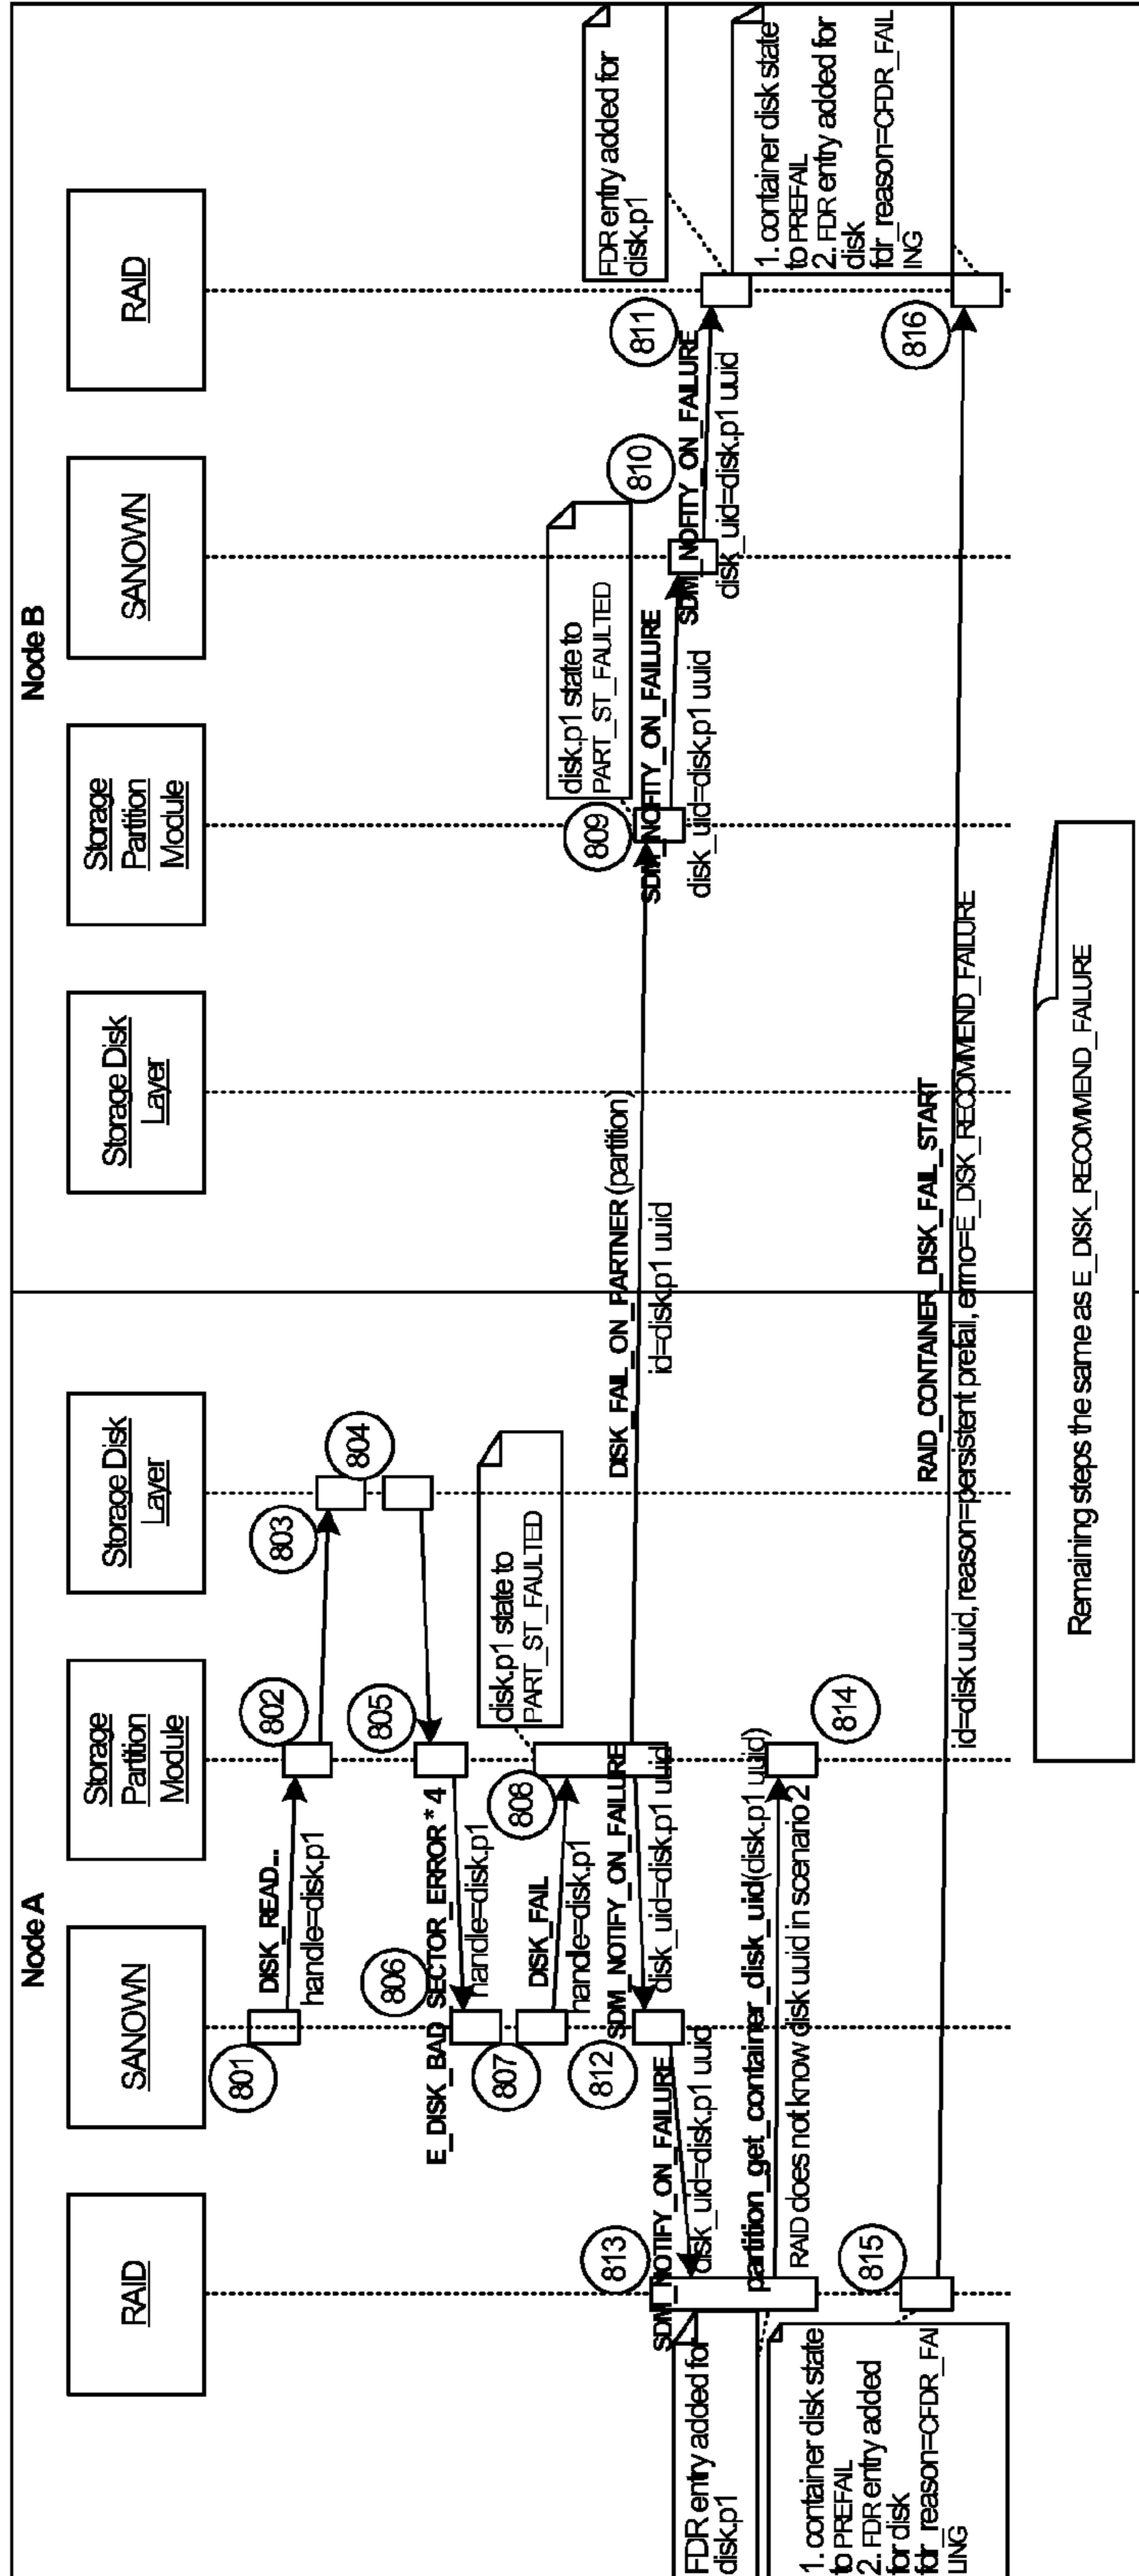 Node A
Node B
RAID
SANOWN
Storage
Partition
Module
Storage Disk
Layer
Storage Disk
Layer
Storage
Partition
Module
SANOWN
RAID
801
DISK_READ...
handle=disk.p1
802
803
804
805
E_DISK_BAD_SECTOR_ERROR * 4
handle=disk.p1
806
807
DISK_FAIL
handle=disk.p1
808
disk.p1 state to
PART_ST_FAULTED
DISK_FAIL_ON_PARTNER (partition)
id=disk.p1 uuid
809
disk.p1 state to
PART_ST_FAULTED
SDM_NOFITY_ON_FAILURE
disk_uid=disk.p1 uuid
810
SDM_NOFITY_ON_FAILURE
disk_uid=disk.p1 uuid
811
FDR entry added for
disk.p1
812
SDM_NOTIFY_ON_FAILURE
disk_uid=disk.p1 uuid
SDM_NOTIFY_ON_FAILURE
disk_uid=disk.p1 uuid
813
FDR entry added for
disk.p1
partition_get_container_disk_uid(disk.p1 uuid)
RAID does not know disk uuid in scenario 2
814
815
1. container disk state
to PREFAIL
2. FDR entry added
for disk
fdr_reason=CFDR_FAI
LING
RAID_CONTAINER_DISK_FAIL_START
id=disk uuid, reason=persistent prefail, errno=E_DISK_RECOMMEND_FAILURE
816
1. container disk state
to PREFAIL
2. FDR entry added for
disk
fdr_reason=CFDR_FAIL
ING
Remaining steps the same as E_DISK_RECOMMEND_FAILURE